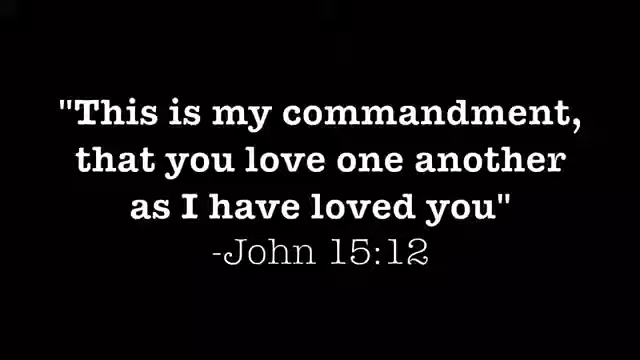 "This is my commandment,
that you love one another
as I have loved you"
-John 15:12